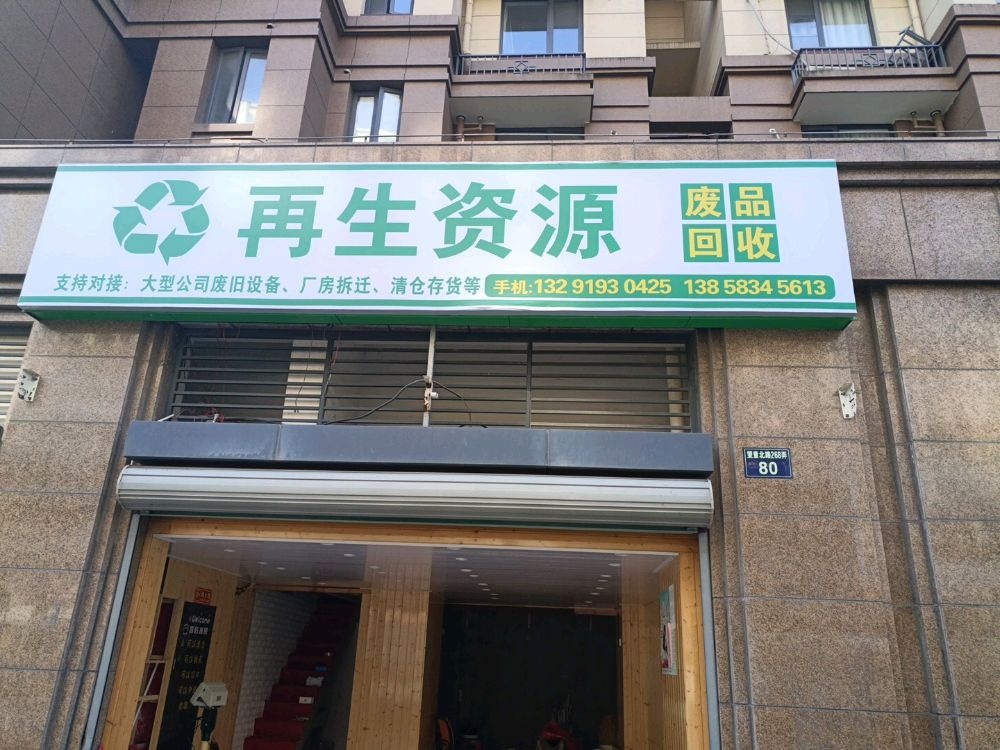 再生资源
废品
回收
支持对接：大型公司废旧设备、厂房拆迁、清仓存货等
手机:132 9193 0425 138 5834 5613
80
Welcome